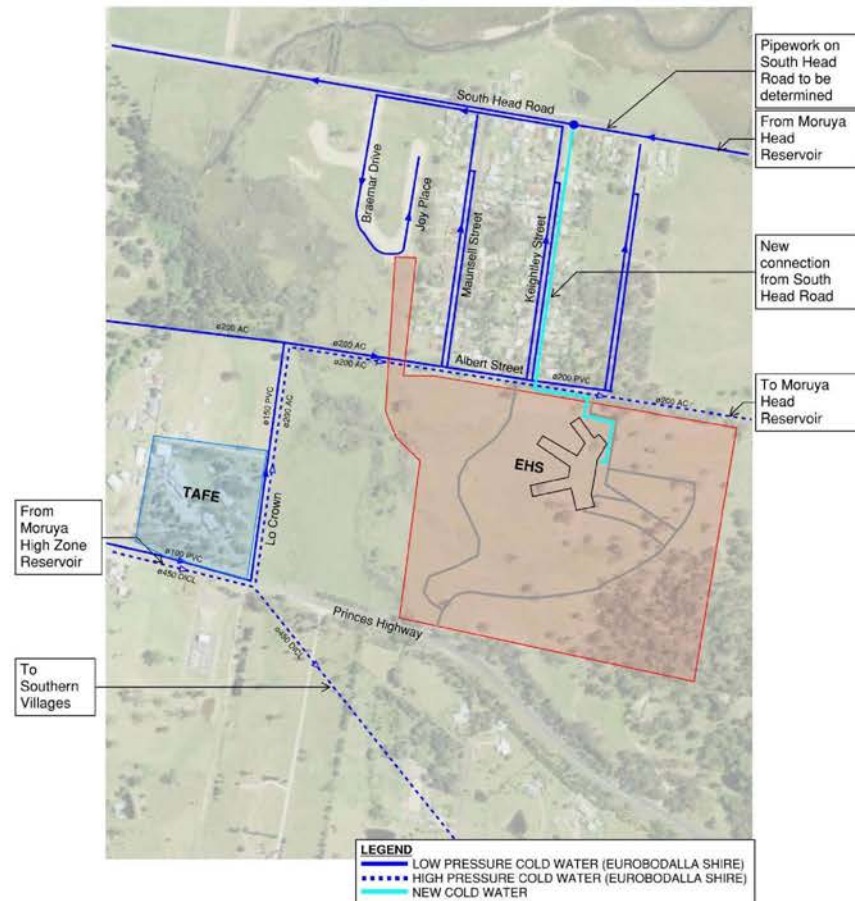 Pipework on
South Head
Road to be
determined
South Head Road
From Moruya
Head
Reservoir
Braemar Drive
Joy Place
Maunsell Street
Keightley Street
New
connection
from South
Head Road
ø200 AC
ø200 AC
ø200 AC
Albert Street
ø200 PVC
ø200 AC
To Moruya
Head
Reservoir
ø150 PVC
ø200 AC
EHS
TAFE
Lo Crown
From
Moruya
High Zone
Reservoir
ø100 PVC
ø450 DICL
Princes Highway
ø450 DICL
To
Southern
Villages
LEGEND
LOW PRESSURE COLD WATER (EUROBODALLA SHIRE)
HIGH PRESSURE COLD WATER (EUROBODALLA SHIRE)
NEW COLD WATER